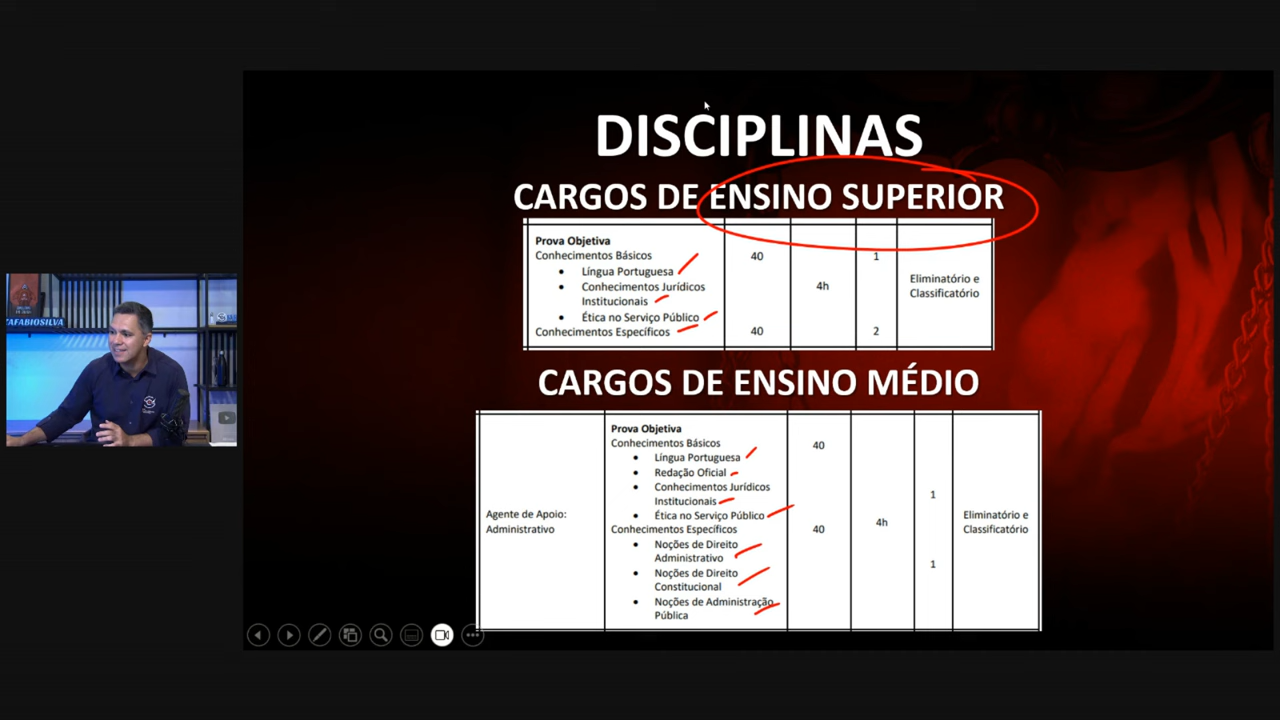 DISCIPLINAS
CARGOS DE ENSINO SUPERIOR
Prova Objetiva
Conhecimentos Básicos 40 1
• Língua Portuguesa
• Conhecimentos Jurídicos
Institucionais
• Ética no Serviço Público
Conhecimentos Específicos 40 2
4h
Eliminatório e
Classificatório
CARGOS DE ENSINO MÉDIO
Agente de Apoio:
Administrativo
Prova Objetiva
Conhecimentos Básicos 40
• Língua Portuguesa
• Redação Oficial
• Conhecimentos Jurídicos
Institucionais
• Ética no Serviço Público
Conhecimentos Específicos 40
• Noções de Direito
Administrativo
• Noções de Direito
Constitucional
• Noções de Administração
Pública
4h
1
1
Eliminatório e
Classificatório
AFABIOSILVA